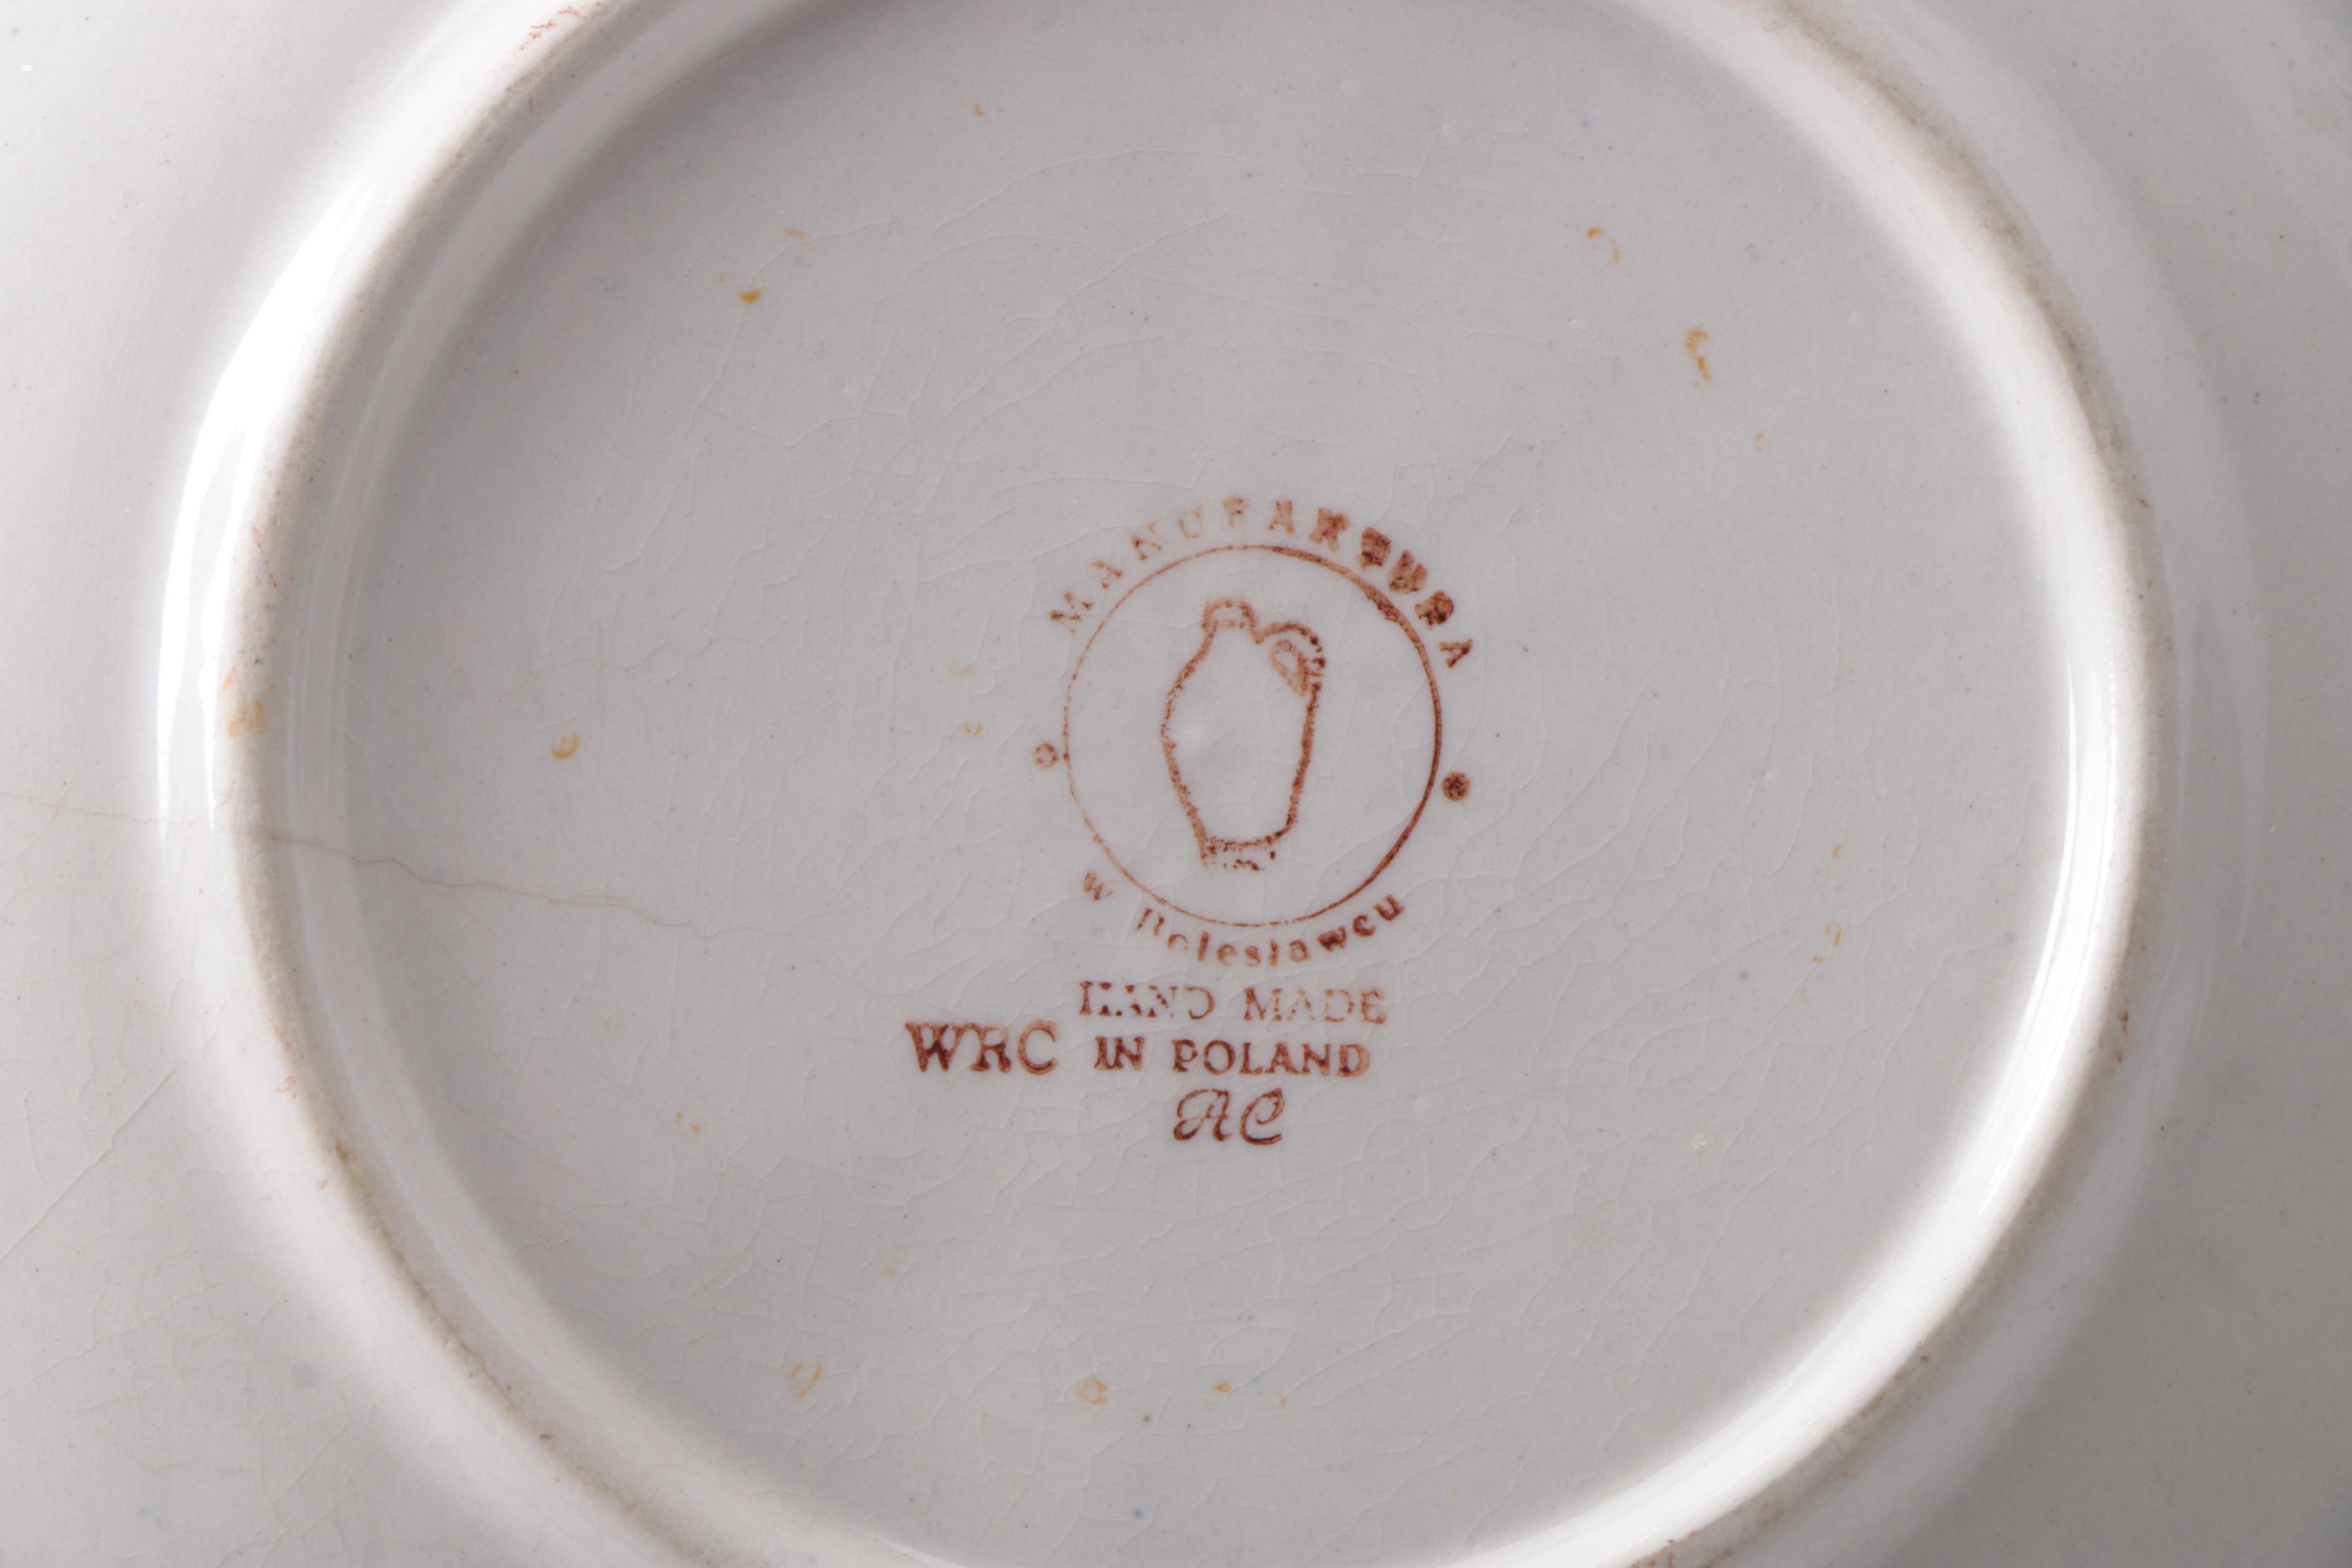 MANUFAKTURA
w Bolesławcu
HAND MADE
WRC IN POLAND
AC